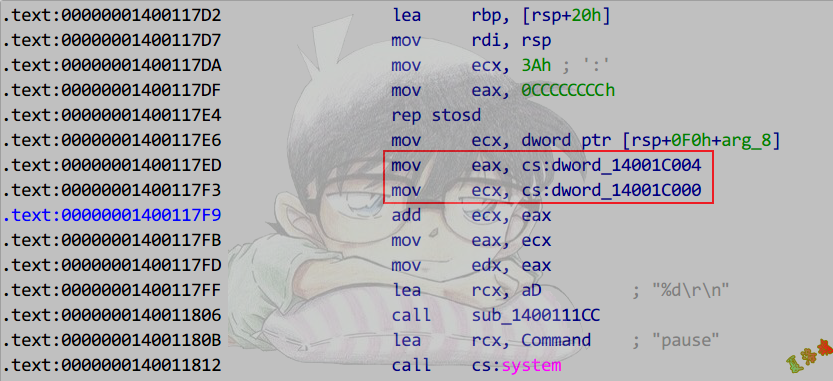 .text:00000001400117D2 lea rbp, [rsp+20h]
.text:00000001400117D7 mov rdi, rsp
.text:00000001400117DA mov ecx, 3Ah ; ':'
.text:00000001400117DF mov eax, 0CCCCCCCCh
.text:00000001400117E4 rep stosd
.text:00000001400117E6 mov ecx, dword ptr [rsp+0F0h+arg_8]
.text:00000001400117ED mov eax, cs:dword_14001C004
.text:00000001400117F3 mov ecx, cs:dword_14001C000
.text:00000001400117F9 add ecx, eax
.text:00000001400117FB mov eax, ecx
.text:00000001400117FD mov edx, eax
.text:00000001400117FF lea rcx, aD ; "%d\r\n"
.text:0000000140011806 call sub_1400111CC
.text:000000014001180B lea rcx, Command ; "pause"
.text:0000000140011812 call cs:system